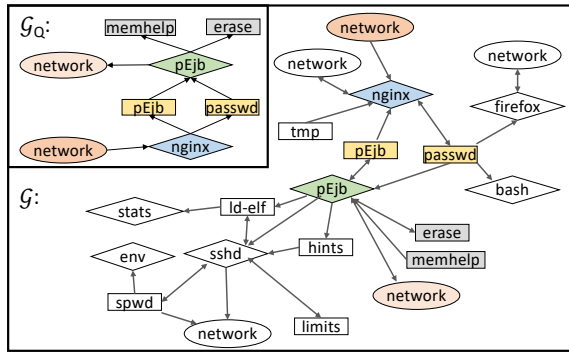 𝒢Q:
memhelp
erase
network
pEjb
pEjb
passwd
network
nginx
network
network
network
nginx
firefox
tmp
pEjb
passwd
𝒢:
pEjb
bash
stats
ld-elf
erase
env
sshd
hints
memhelp
network
spwd
network
limits